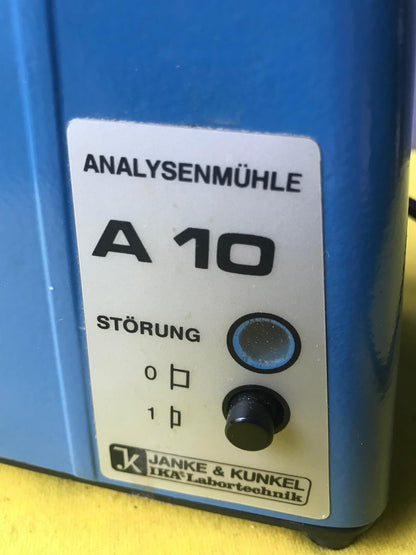 ANALYSENMÜHLE
A 10
STÖRUNG
0
1
JANKE & KUNKEL
IKA®-Labortechnik